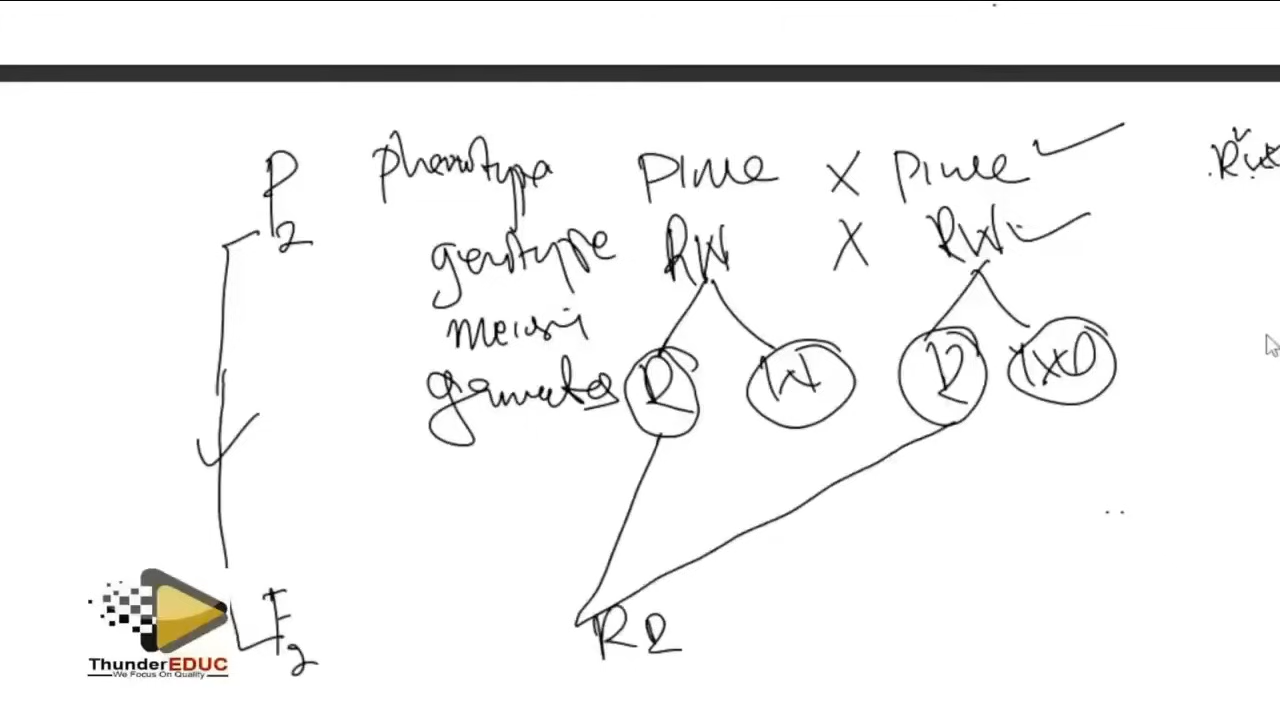 P2 phenotype PINK X PINK
genotype RW X RW
meiosis
gametes R W R W
F2 RR
ThunderEDUC
We Focus On Quality